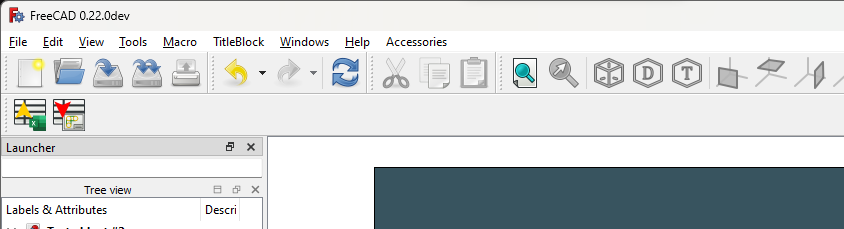 FreeCAD 0.22.0dev
File Edit View Tools Macro TitleBlock Windows Help Accessories
D T
Launcher
Tree view
Labels & Attributes Descri